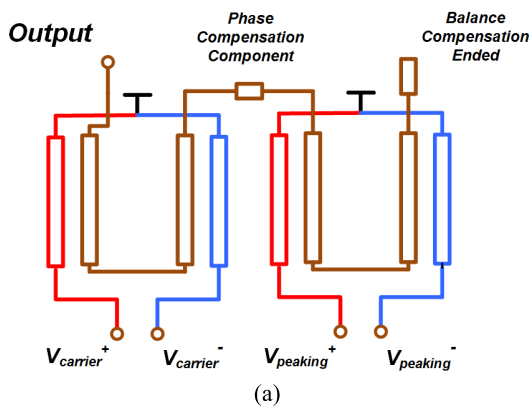 Output
Phase
Compensation
Component
Balance
Compensation
Ended
Vcarrier+
Vcarrier-
Vpeaking+
Vpeaking-
(a)